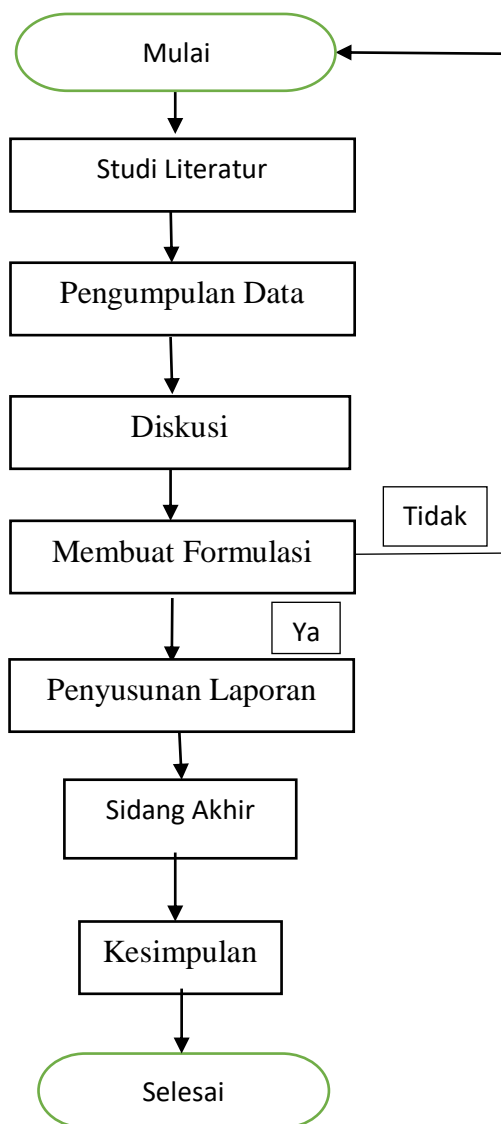 Mulai
Studi Literatur
Pengumpulan Data
Diskusi
Tidak
Membuat Formulasi
Ya
Penyusunan Laporan
Sidang Akhir
Kesimpulan
Selesai